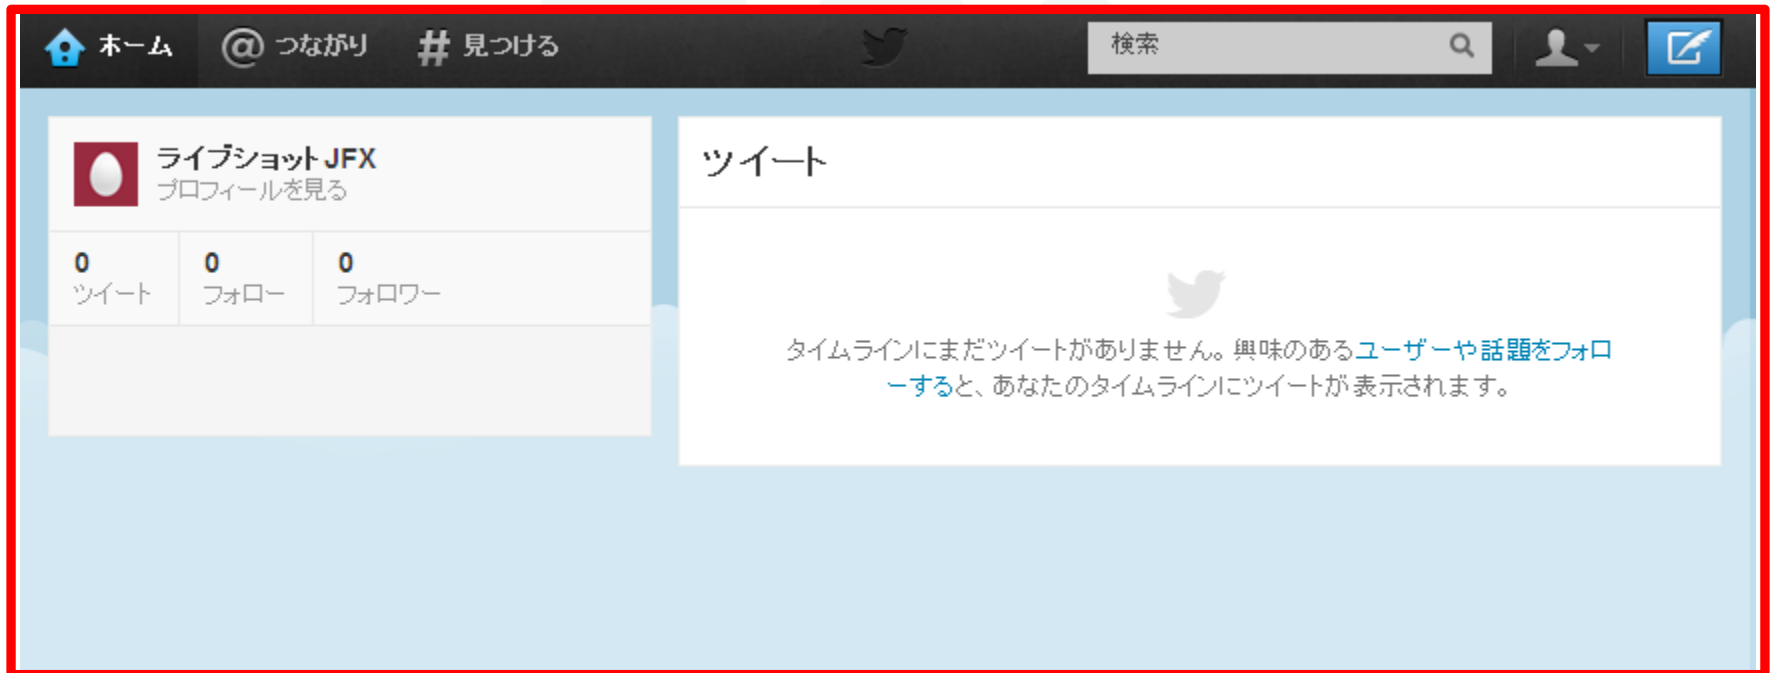 ホーム @ つながり # 見つける 検索
ライブショット JFX
プロフィールを見る
0 0 0
ツイート フォロー フォロワー
ツイート
タイムラインにまだツイートがありません。興味のあるユーザーや話題をフォロ
ーすると、あなたのタイムラインにツイートが表示されます。